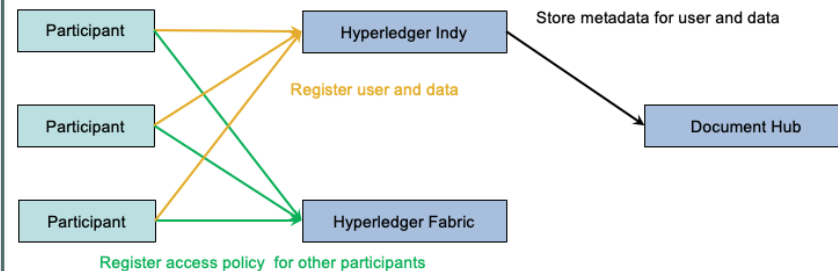 Store metadata for user and data
Participant
Hyperledger Indy
Register user and data
Participant
Document Hub
Participant
Hyperledger Fabric
Register access policy for other participants